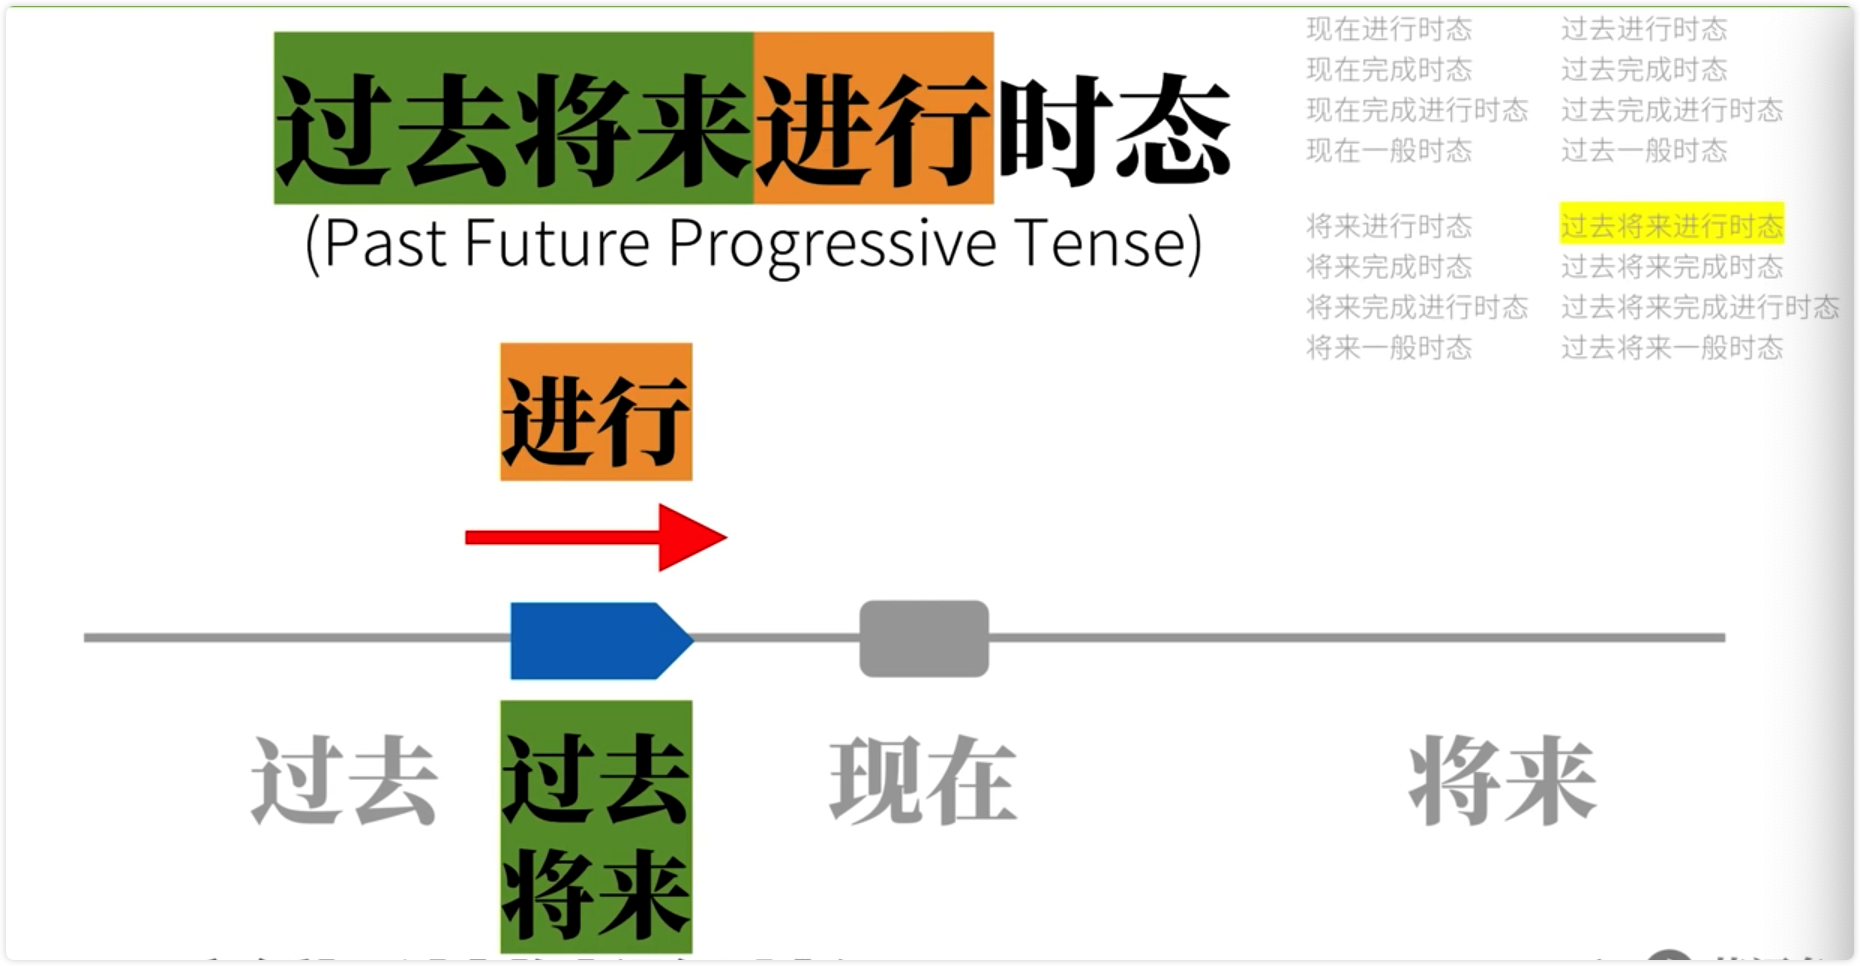 过去将来进行时态
(Past Future Progressive Tense)
现在进行时态 过去进行时态
现在完成时态 过去完成时态
现在完成进行时态 过去完成进行时态
现在一般时态 过去一般时态
将来进行时态 过去将来进行时态
将来完成时态 过去将来完成时态
将来完成进行时态 过去将来完成进行时态
将来一般时态 过去将来一般时态
进行
过去 过去 现在 将来
将来